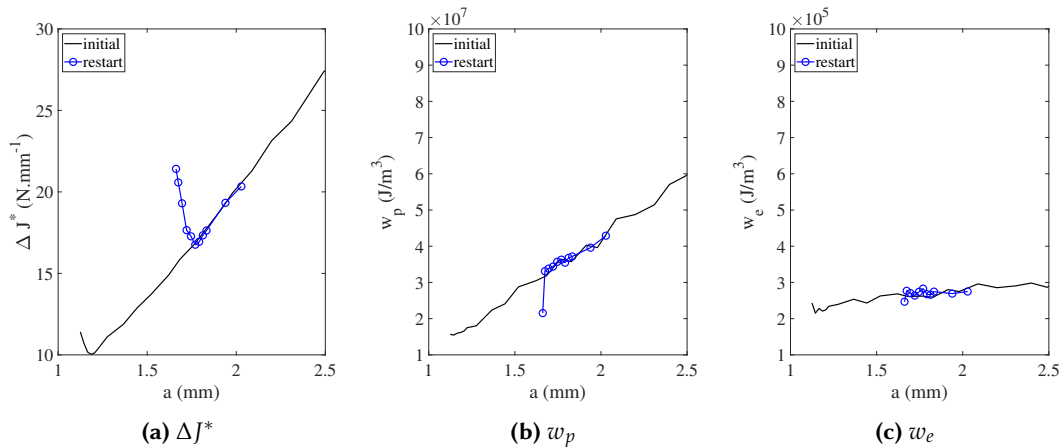 30
25
20
15
10
Δ J* (N.mm⁻¹)
initial
restart
1 1.5 2 2.5
a (mm)
(a) ΔJ*
×10⁷
10
9
8
7
6
5
4
3
2
1
w_p (J/m³)
initial
restart
1 1.5 2 2.5
a (mm)
(b) w_p
×10⁵
10
9
8
7
6
5
4
3
2
1
w_e (J/m³)
initial
restart
1 1.5 2 2.5
a (mm)
(c) w_e